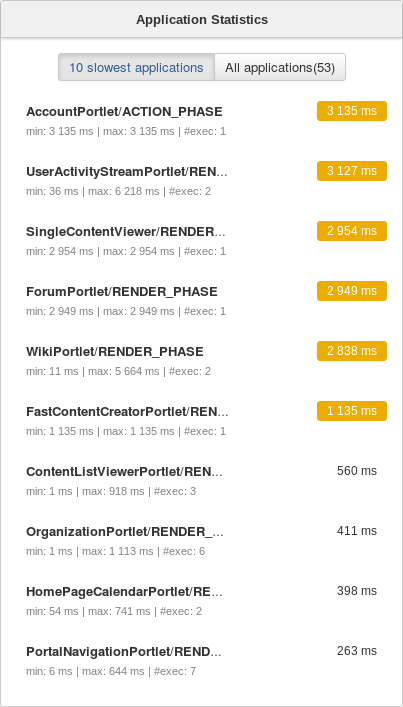 Application Statistics
10 slowest applications All applications(53)
AccountPortlet/ACTION_PHASE 3 135 ms
min: 3 135 ms | max: 3 135 ms | #exec: 1
UserActivityStreamPortlet/REN... 3 127 ms
min: 36 ms | max: 6 218 ms | #exec: 2
SingleContentViewer/RENDER... 2 954 ms
min: 2 954 ms | max: 2 954 ms | #exec: 1
ForumPortlet/RENDER_PHASE 2 949 ms
min: 2 949 ms | max: 2 949 ms | #exec: 1
WikiPortlet/RENDER_PHASE 2 838 ms
min: 11 ms | max: 5 664 ms | #exec: 2
FastContentCreatorPortlet/REN... 1 135 ms
min: 1 135 ms | max: 1 135 ms | #exec: 1
ContentListViewerPortlet/REN... 560 ms
min: 1 ms | max: 918 ms | #exec: 3
OrganizationPortlet/RENDER_... 411 ms
min: 1 ms | max: 1 113 ms | #exec: 6
HomePageCalendarPortlet/RE... 398 ms
min: 54 ms | max: 741 ms | #exec: 2
PortalNavigationPortlet/REND... 263 ms
min: 6 ms | max: 644 ms | #exec: 7